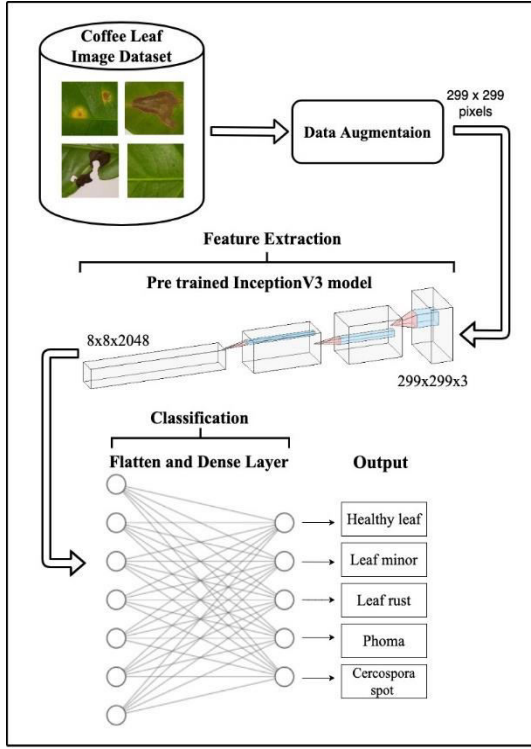 Coffee Leaf
Image Dataset
Data Augmentaion
299 x 299
pixels
Feature Extraction
Pre trained InceptionV3 model
8x8x2048
299x299x3
Classification
Flatten and Dense Layer
Output
Healthy leaf
Leaf minor
Leaf rust
Phoma
Cercospora
spot